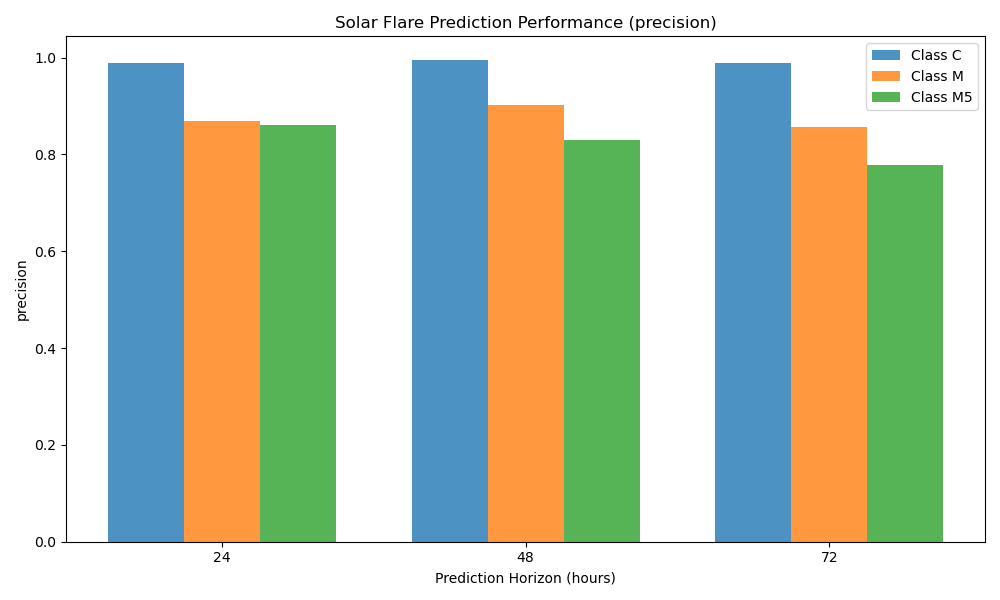 Solar Flare Prediction Performance (precision)
Class C
Class M
Class M5
1.0
0.8
0.6
0.4
0.2
0.0
precision
24 48 72
Prediction Horizon (hours)